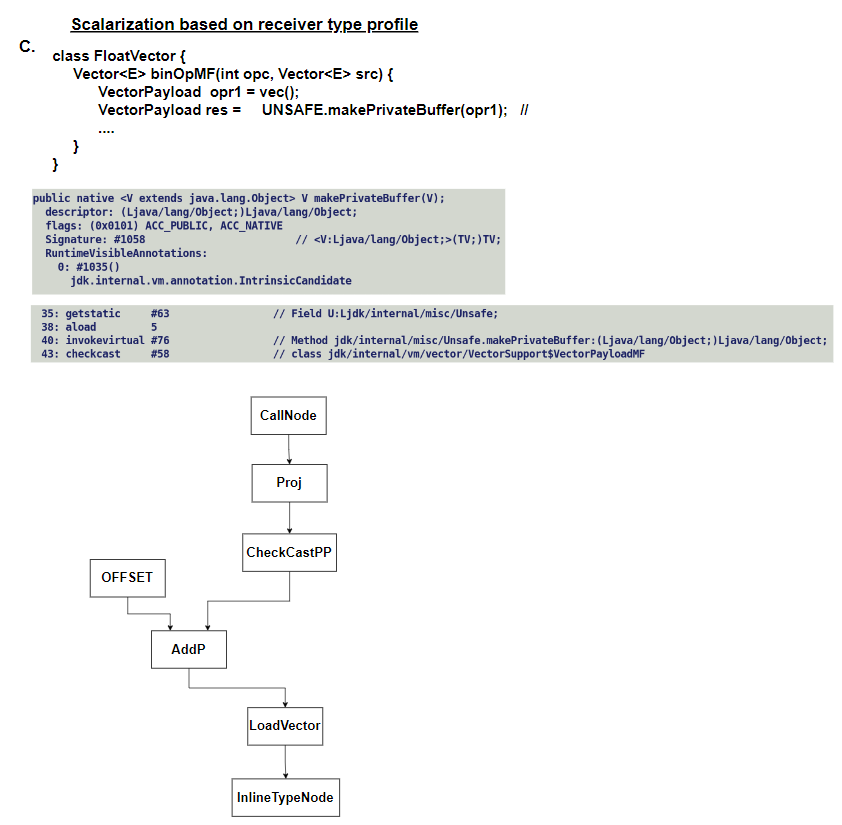 Scalarization based on receiver type profile
C.
class FloatVector {
Vector<E> binOpMF(int opc, Vector<E> src) {
VectorPayload opr1 = vec();
VectorPayload res = UNSAFE.makePrivateBuffer(opr1); //
....
}
}
public native <V extends java.lang.Object> V makePrivateBuffer(V);
descriptor: (Ljava/lang/Object;)Ljava/lang/Object;
flags: (0x0101) ACC_PUBLIC, ACC_NATIVE
Signature: #1058 // <V:Ljava/lang/Object;>(TV;)TV;
RuntimeVisibleAnnotations:
0: #1035()
jdk.internal.vm.annotation.IntrinsicCandidate
35: getstatic #63 // Field U:Ljdk/internal/misc/Unsafe;
38: aload 5
40: invokevirtual #76 // Method jdk/internal/misc/Unsafe.makePrivateBuffer:(Ljava/lang/Object;)Ljava/lang/Object;
43: checkcast #58 // class jdk/internal/vm/vector/VectorSupport$VectorPayloadMF
CallNode
Proj
CheckCastPP
OFFSET
AddP
LoadVector
InlineTypeNode